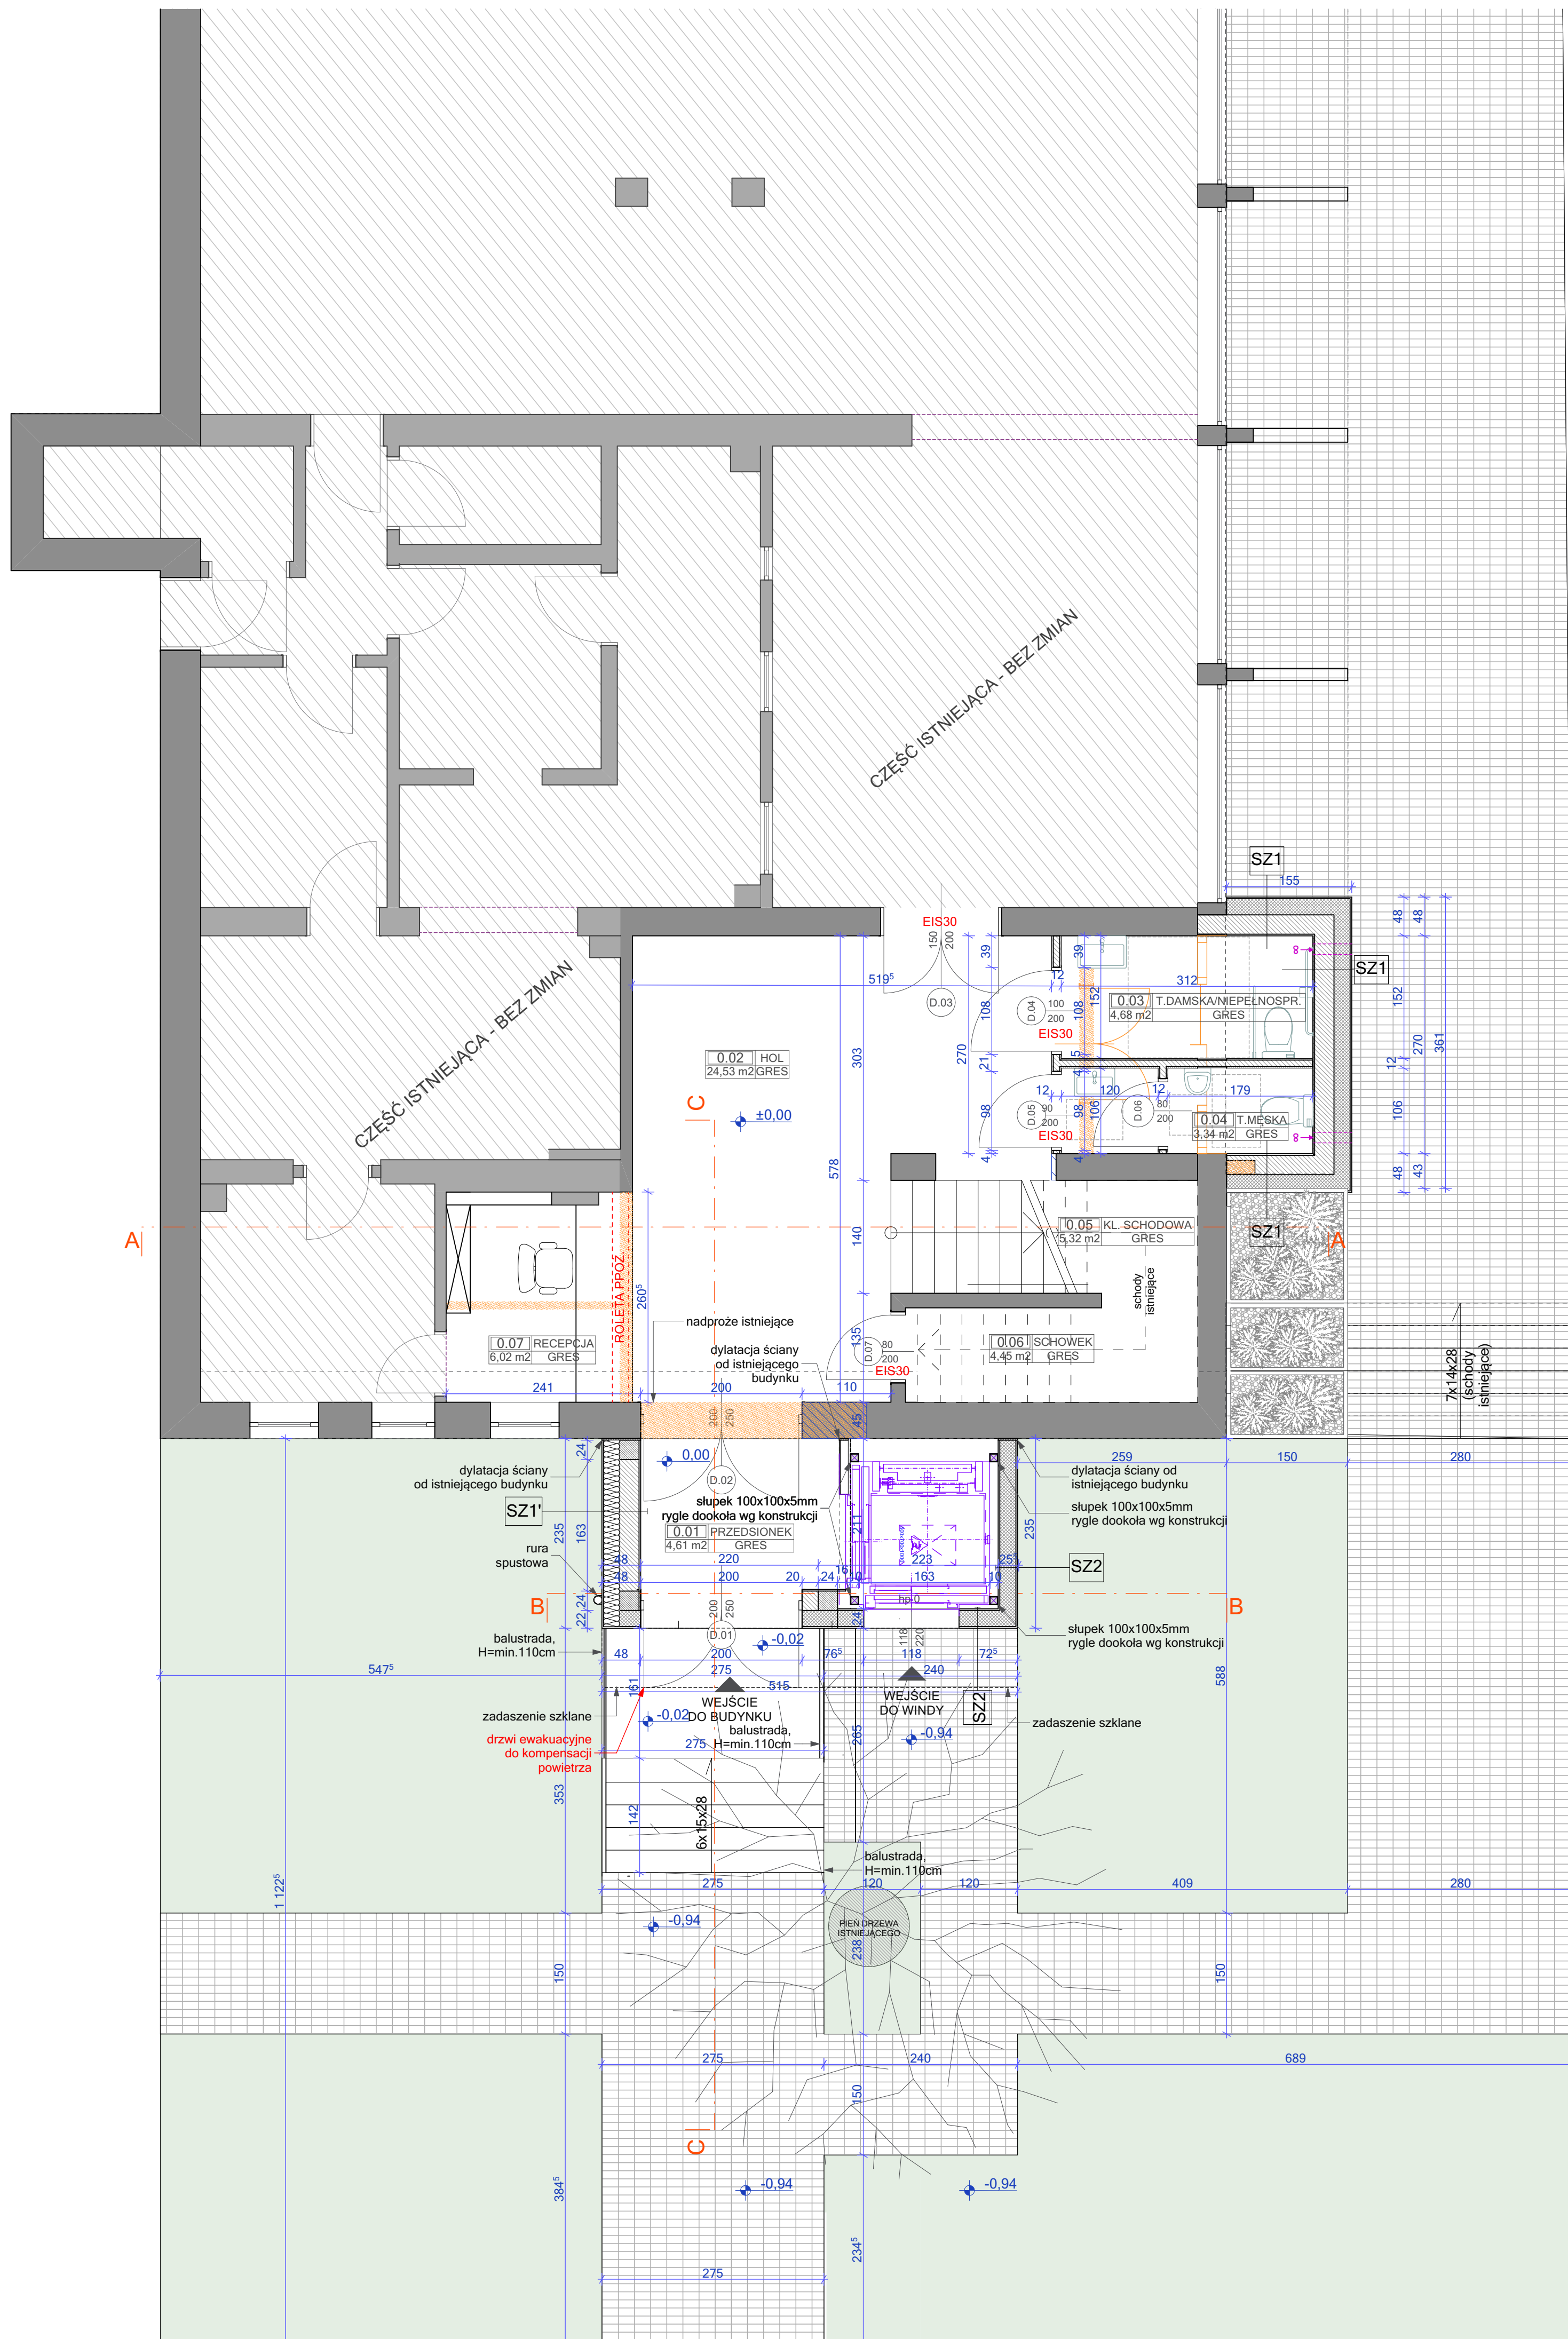 CZĘŚĆ ISTNIEJĄCA - BEZ ZMIAN
SZ1
155
48
48
EIS30
150
200
39
39
519⁵
12
312
SZ1
D.03
D.04
100
200
108
108
152
0.03 T.DAMSKA/NIEPEŁNOSPR.
4,68 m2 GRES
EIS30
152
270
361
CZĘŚĆ ISTNIEJĄCA - BEZ ZMIAN
0.02 HOL
24,53 m2 GRES
303
270
21
5
4
12
12
120
12
179
C
±0,00
98
D.05
90
200
98
106
D.06
80
200
0.04 T.MĘSKA
3,34 m2 GRES
106
EIS30
4
4
578
48
43
A
140
0.05 KL. SCHODOWA
5,32 m2 GRES
SZ1
A
ROLETA PPOŻ.
260⁵
schody
istniejące
nadproże istniejące
135
0.07 RECEPCJA
6,02 m2 GRES
dylatacja ściany
od istniejącego
budynku
D.07
80
200
EIS30
0.06 SCHOWEK
4,45 m2 GRES
7x14x28
(schody
istniejące)
241
200
110
200
250
45
24
0,00
259
150
280
dylatacja ściany
od istniejącego budynku
D.02
dylatacja ściany od
istniejącego budynku
SZ1'
słupek 100x100x5mm
rygle dookoła wg konstrukcji
słupek 100x100x5mm
rygle dookoła wg konstrukcji
235
163
0.01 PRZEDSIONEK
4,61 m2 GRES
211
235
rura
spustowa
48
220
16
223
25⁵
SZ2
48
200
20
24
10
163
10
B
24
22
200
250
hp-0
B
24
D.01
-0,02
118
220
słupek 100x100x5mm
rygle dookoła wg konstrukcji
balustrada,
H=min.110cm
48
200
76⁵
118
72⁵
547⁵
275
240
161
515
588
WEJŚCIE
DO BUDYNKU
WEJŚCIE
DO WINDY
SZ2
zadaszenie szklane
-0,02
balustrada,
H=min.110cm
-0,94
zadaszenie szklane
drzwi ewakuacyjne
do kompensacji
powietrza
275
265
353
142
6x15x28
balustrada,
H=min.110cm
1 122⁵
275
120
120
409
280
-0,94
PIEŃ DRZEWA
ISTNIEJĄCEGO
238
150
150
275
240
689
150
C
384⁵
-0,94
-0,94
234⁵
275